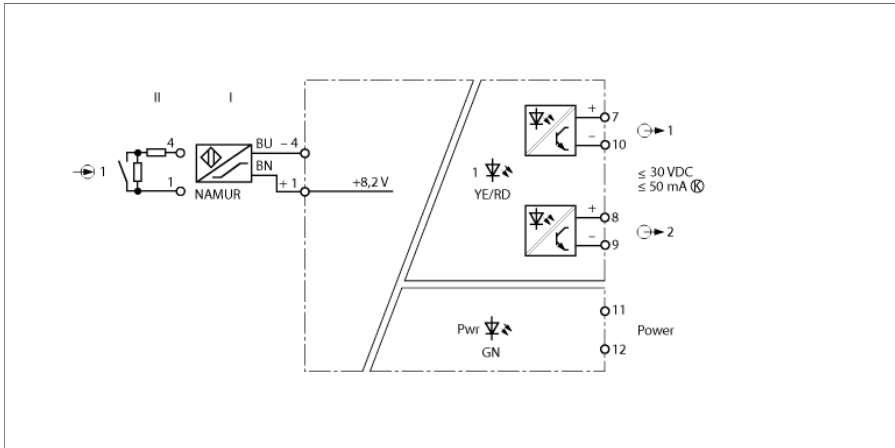 II I
4 BU – 4
1 BN
1 NAMUR + 1 +8,2 V
1
YE/RD
+ 7
– 10
1
≤ 30 VDC
≤ 50 mA Ⓚ
+ 8
– 9
2
Pwr
GN
11
12
Power